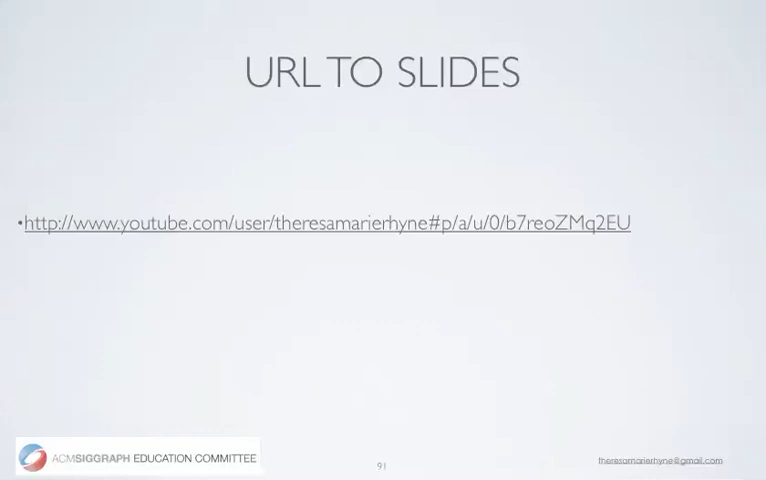 URL TO SLIDES
•http://www.youtube.com/user/theresamarierhyne#p/a/u/0/b7reoZMq2EU
ACMSIGGRAPH EDUCATION COMMITTEE
91
theresamarierhyne@gmail.com